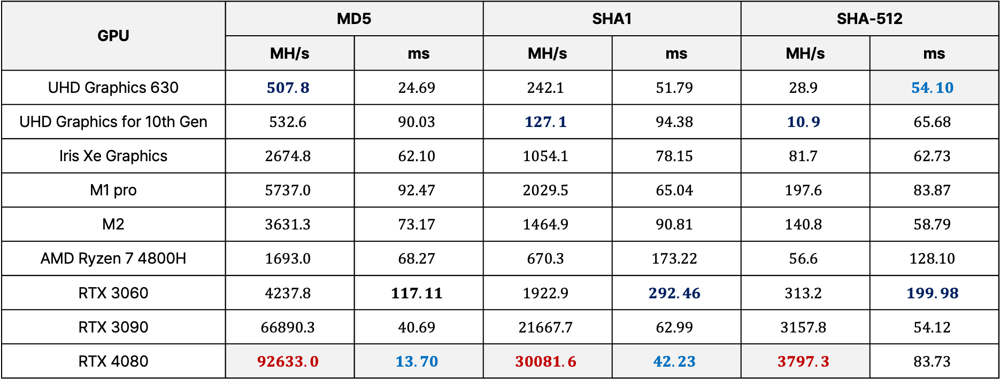 GPU MD5 SHA1 SHA-512
MH/s ms MH/s ms MH/s ms
UHD Graphics 630 507.8 24.69 242.1 51.79 28.9 54.10
UHD Graphics for 10th Gen 532.6 90.03 127.1 94.38 10.9 65.68
Iris Xe Graphics 2674.8 62.10 1054.1 78.15 81.7 62.73
M1 pro 5737.0 92.47 2029.5 65.04 197.6 83.87
M2 3631.3 73.17 1464.9 90.81 140.8 58.79
AMD Ryzen 7 4800H 1693.0 68.27 670.3 173.22 56.6 128.10
RTX 3060 4237.8 117.11 1922.9 292.46 313.2 199.98
RTX 3090 66890.3 40.69 21667.7 62.99 3157.8 54.12
RTX 4080 92633.0 13.70 30081.6 42.23 3797.3 83.73